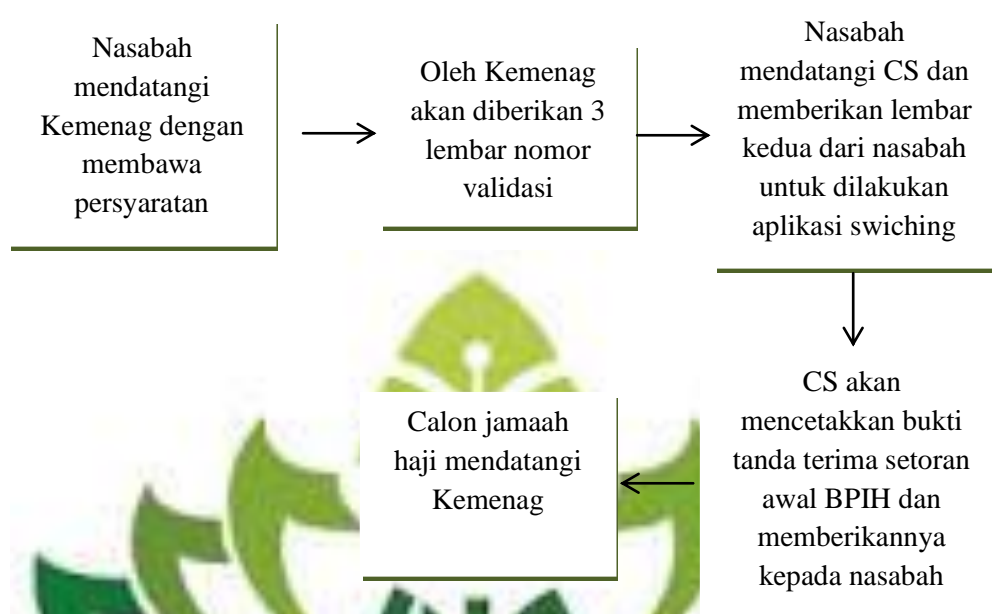 Nasabah
mendatangi
Kemenag dengan
membawa
persyaratan
Oleh Kemenag
akan diberikan 3
lembar nomor
validasi
Nasabah
mendatangi CS dan
memberikan lembar
kedua dari nasabah
untuk dilakukan
aplikasi swiching
CS akan
mencetakkan bukti
tanda terima setoran
awal BPIH dan
memberikannya
kepada nasabah
Calon jamaah
haji mendatangi
Kemenag